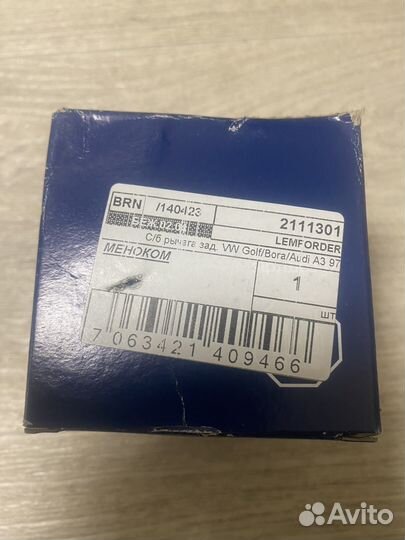 BRN /140423 2111301
LEMFORDER
С/б рычага зад. VW Golf/Bora/Audi A3 97
МЕНОКОМ
1
шт
7 063421 409466
Avito